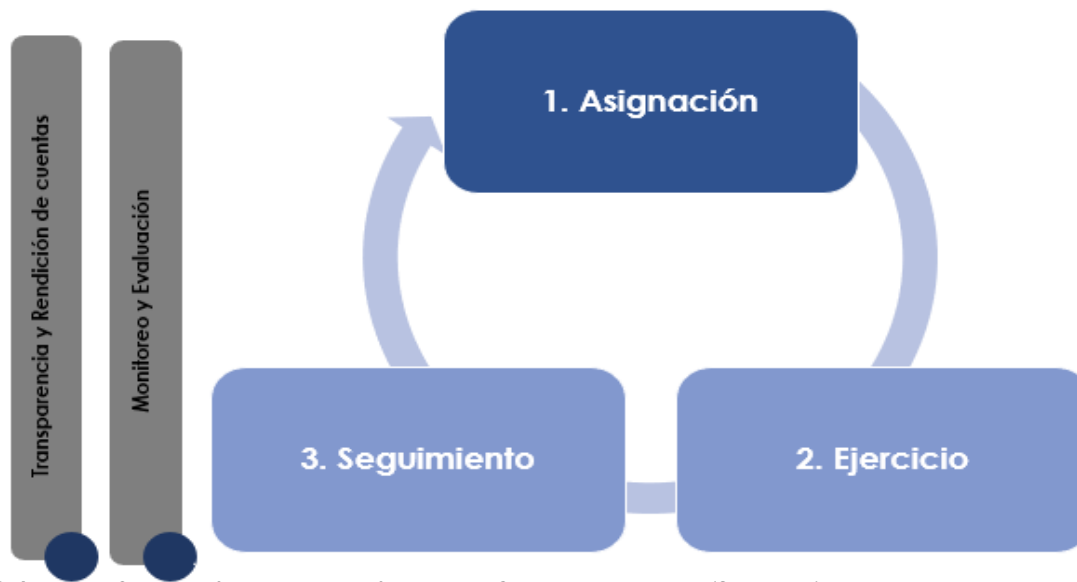 Transparencia y Rendición de cuentas
Monitoreo y Evaluación
1. Asignación
2. Ejercicio
3. Seguimiento